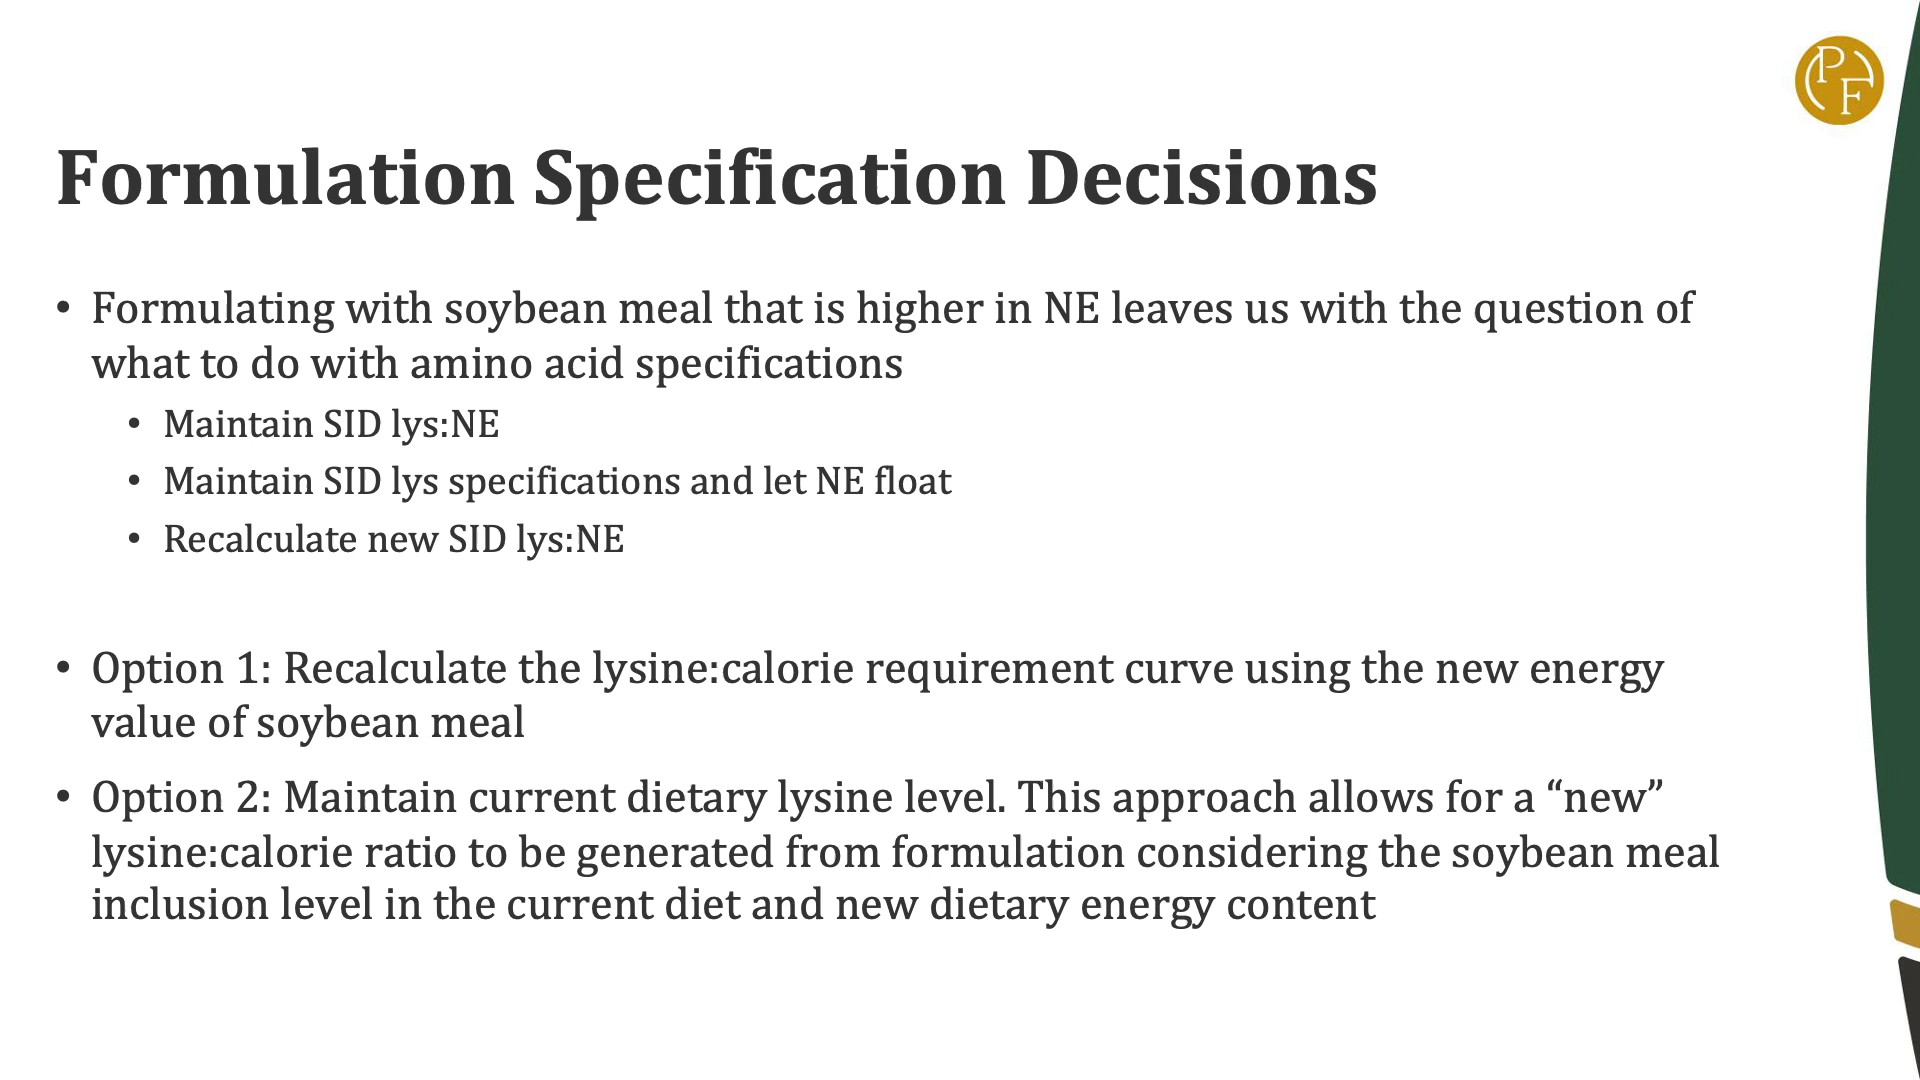 P
F
Formulation Specification Decisions
• Formulating with soybean meal that is higher in NE leaves us with the question of
what to do with amino acid specifications
• Maintain SID lys:NE
• Maintain SID lys specifications and let NE float
• Recalculate new SID lys:NE
• Option 1: Recalculate the lysine:calorie requirement curve using the new energy
value of soybean meal
• Option 2: Maintain current dietary lysine level. This approach allows for a “new”
lysine:calorie ratio to be generated from formulation considering the soybean meal
inclusion level in the current diet and new dietary energy content